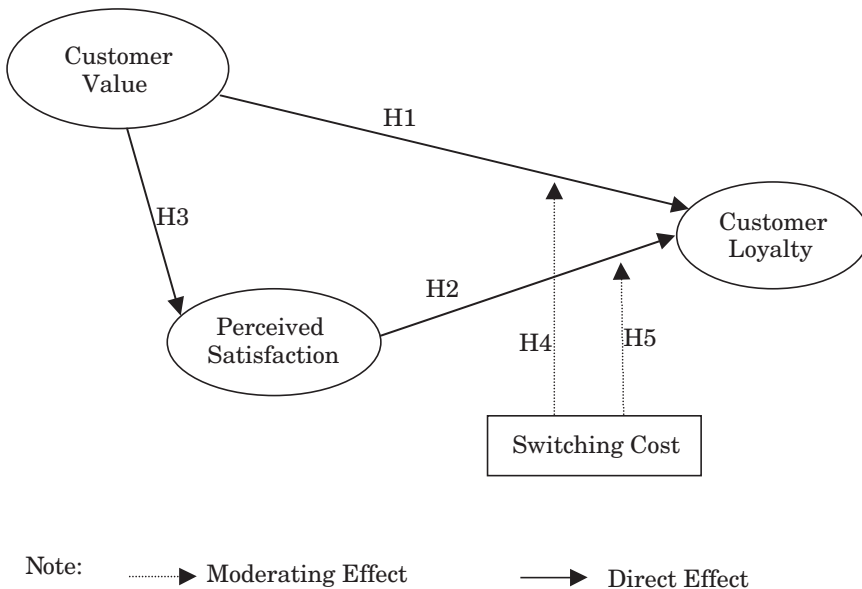 Customer
Value
H1
H3
Customer
Loyalty
H2
Perceived
Satisfaction
H4
H5
Switching Cost
Note:
Moderating Effect
Direct Effect